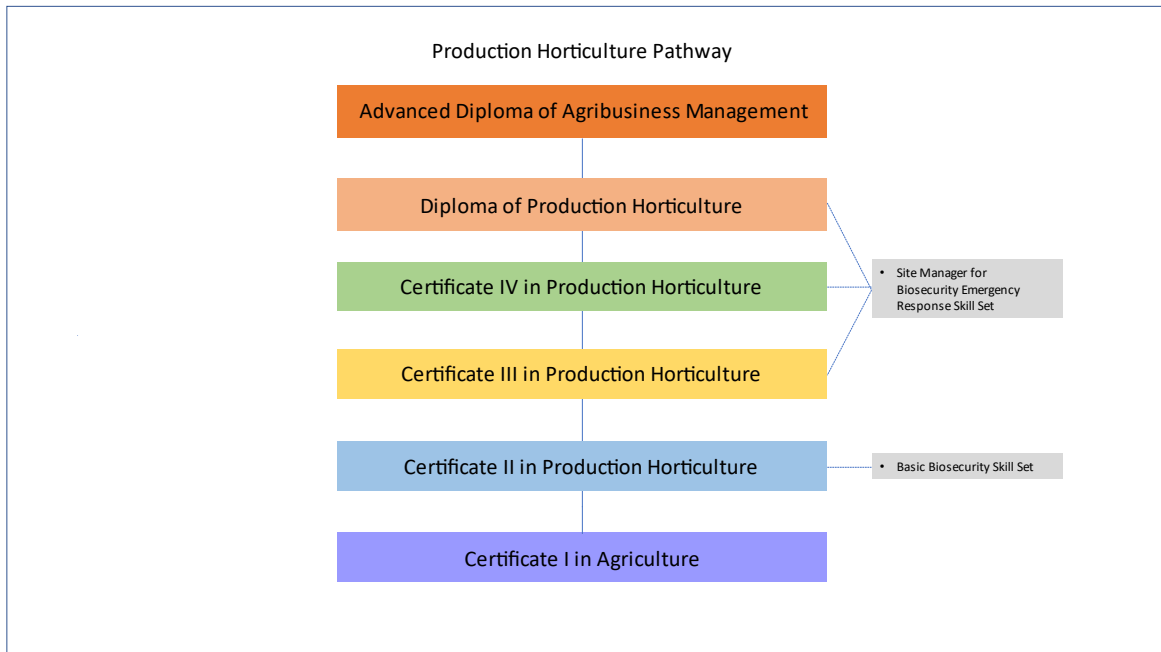 Production Horticulture Pathway
Advanced Diploma of Agribusiness Management
Diploma of Production Horticulture
Certificate IV in Production Horticulture
• Site Manager for
Biosecurity Emergency
Response Skill Set
Certificate III in Production Horticulture
Certificate II in Production Horticulture
• Basic Biosecurity Skill Set
Certificate I in Agriculture